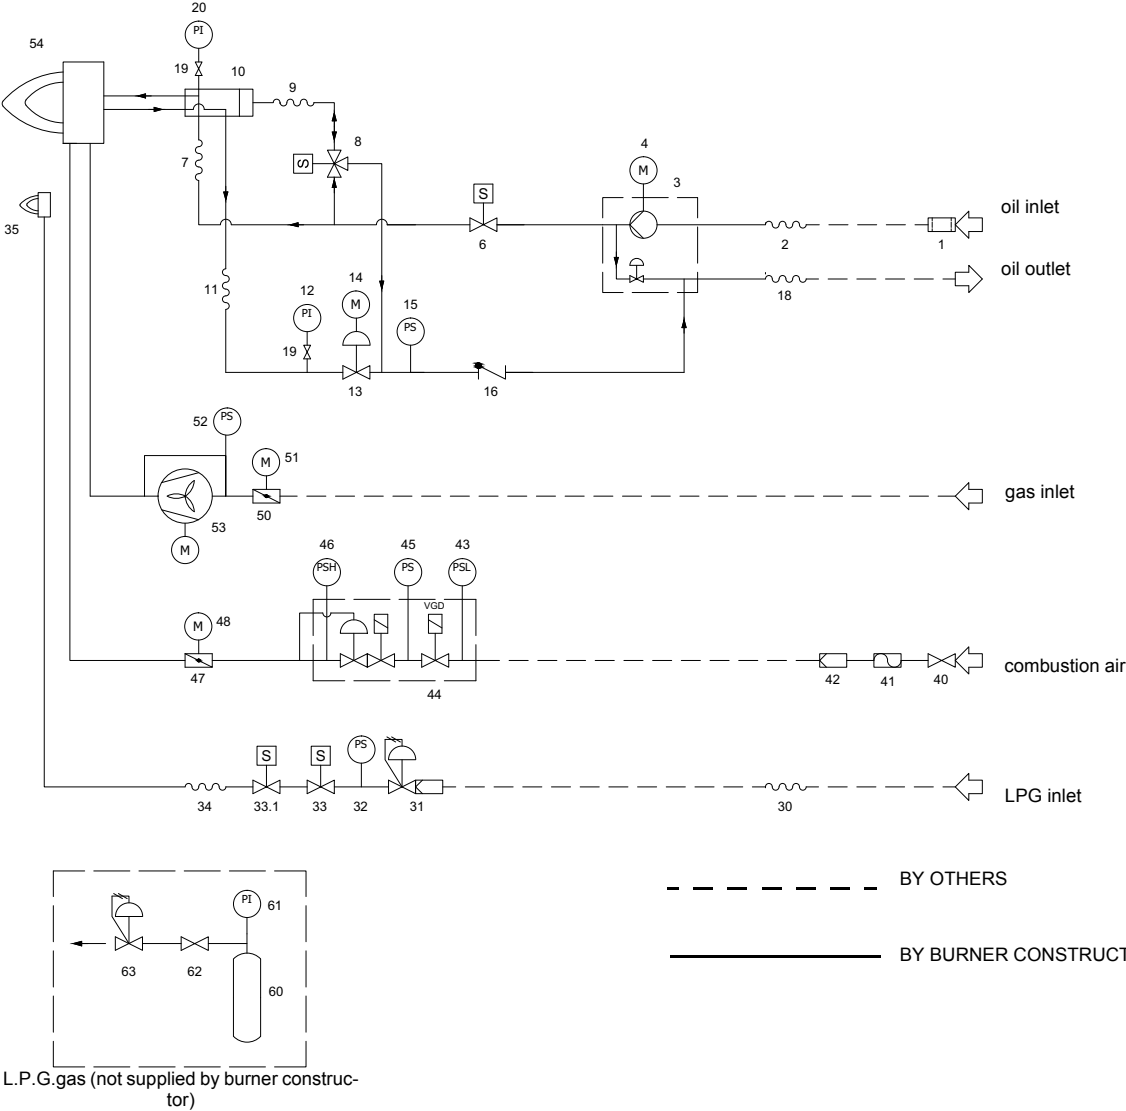 20
PI
54
19
10
9
7
8
S
4
M
3
S
6
2
1
oil inlet
35
11
14
M
12
PI
15
PS
19
13
16
18
oil outlet
52
PS
M
51
50
53
M
gas inlet
46
PSH
45
PS
43
PSL
VGD
M
48
47
44
42
41
40
combustion air
S
S
PS
34
33.1
33
32
31
30
LPG inlet
BY OTHERS
PI
61
BY BURNER CONSTRUCT
63
62
60
L.P.G.gas (not supplied by burner construc-
tor)